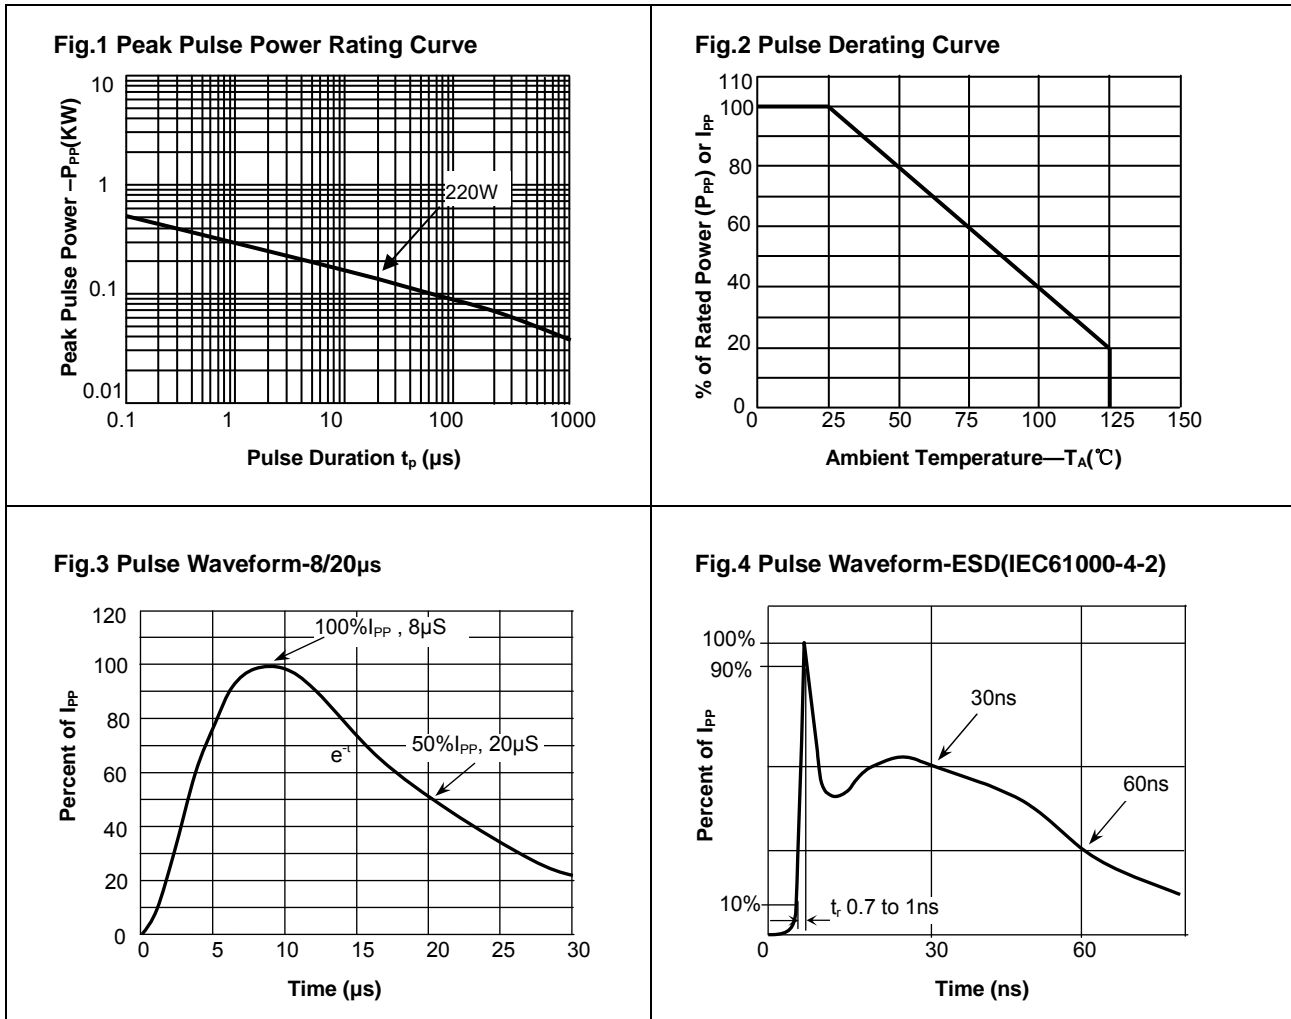 Fig.1 Peak Pulse Power Rating Curve
Peak Pulse Power –PPP(KW)
10
1
0.1
0.01
220W
0.1 1 10 100 1000
Pulse Duration tp (µs)
Fig.2 Pulse Derating Curve
% of Rated Power (PPP) or IPP
110
100
80
60
40
20
0
0 25 50 75 100 125 150
Ambient Temperature—TA(℃)
Fig.3 Pulse Waveform-8/20µs
Percent of IPP
120
100
80
60
40
20
0
100%IPP , 8µS
e-t
50%IPP, 20µS
0 5 10 15 20 25 30
Time (µs)
Fig.4 Pulse Waveform-ESD(IEC61000-4-2)
Percent of IPP
100%
90%
10%
30ns
60ns
tr 0.7 to 1ns
0 30 60
Time (ns)